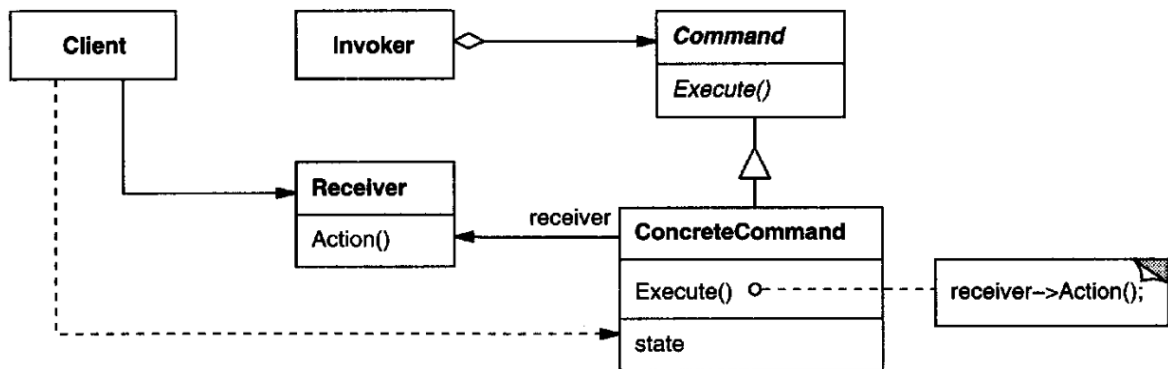 Client
Invoker
Command
Execute()
Receiver
Action()
receiver
ConcreteCommand
Execute()
receiver->Action();
state